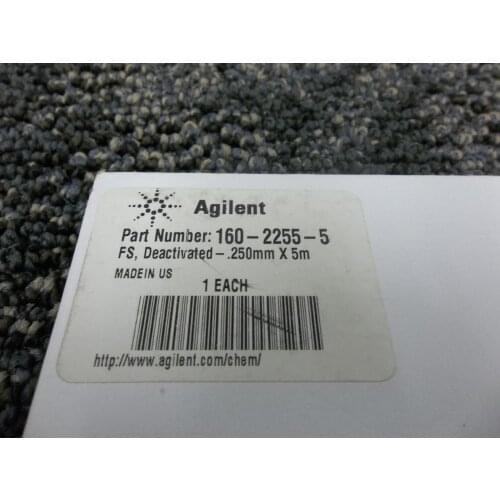 Agilent
Part Number: 160-2255-5
FS, Deactivated-.250mm X 5m
MADEIN US
1 EACH
http://www.agilent.com/chem/